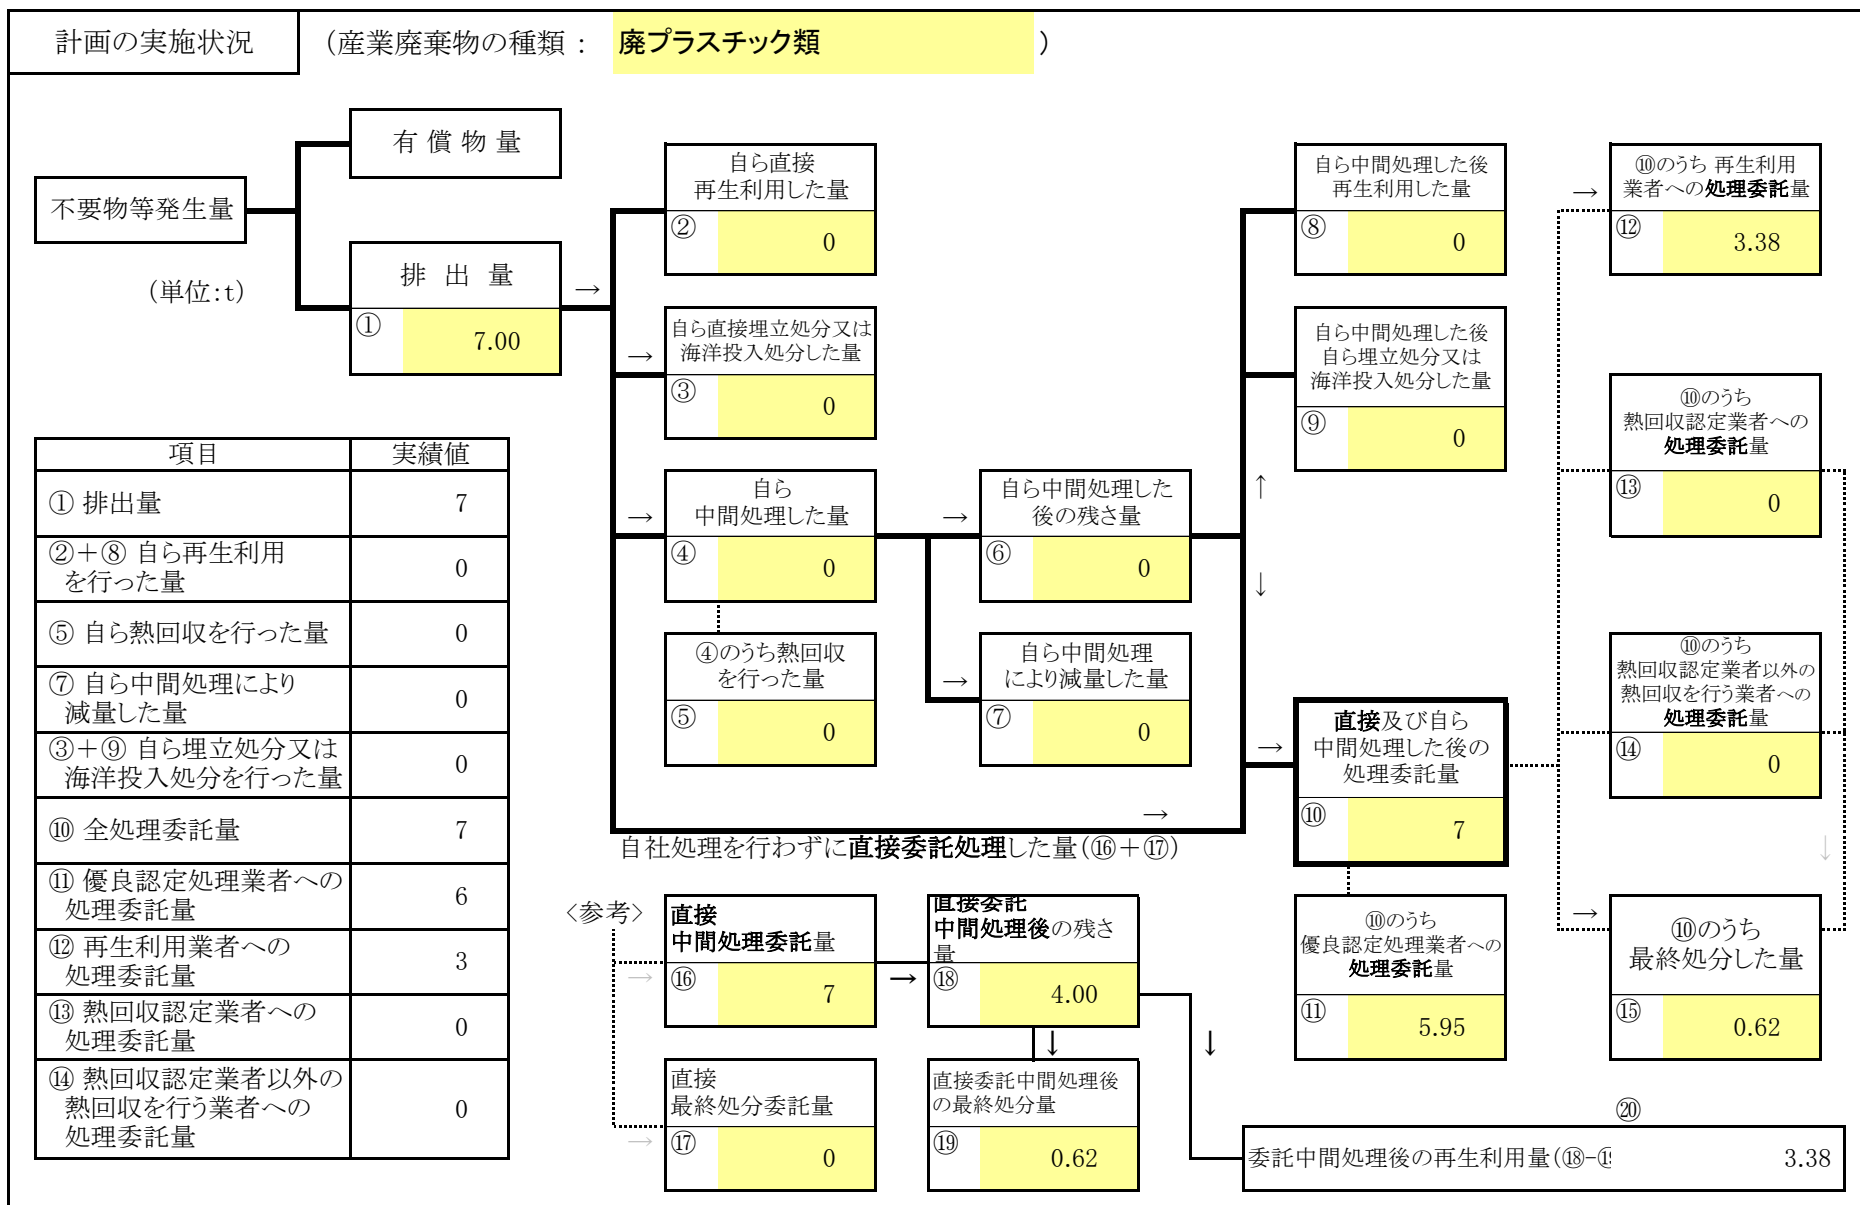 計画の実施状況
（産業廃棄物の種類： 廃プラスチック類 ）
有償物量
不要物等発生量
（単位:t）
排出量
→
① 7.00
自ら直接
再生利用した量
② 0
自ら直接埋立処分又は
海洋投入処分した量
→
③ 0
自ら
中間処理した量
→
④ 0
④のうち熱回収
を行った量
⑤ 0
自ら中間処理した
後の残さ量
→
⑥ 0
自ら中間処理
により減量した量
→
⑦ 0
自ら中間処理した後
再生利用した量
⑧ 0
自ら中間処理した後
自ら埋立処分又は
海洋投入処分した量
⑨ 0
↑
↓
直接及び自ら
中間処理した後の
処理委託量
→
⑩ 7
⑩のうち
優良認定処理業者への
処理委託量
⑪ 5.95
⑩のうち 再生利用
業者への処理委託量
→
⑫ 3.38
⑩のうち
熱回収認定業者への
処理委託量
⑬ 0
⑩のうち
熱回収認定業者以外の
熱回収を行う業者への
処理委託量
⑭ 0
↓
⑩のうち
最終処分した量
→
⑮ 0.62
→
自社処理を行わずに直接委託処理した量（⑯＋⑰）
〈参考〉
直接
中間処理委託量
→
⑯ 7
直接
最終処分委託量
→
⑰ 0
直接委託
中間処理後の残さ
量
→
⑱ 4.00
↓
↓
直接委託中間処理後
の最終処分量
⑲ 0.62
⑳
委託中間処理後の再生利用量（⑱-⑲ 3.38
項目 実績値
① 排出量 7
②＋⑧ 自ら再生利用
を行った量 0
⑤ 自ら熱回収を行った量 0
⑦ 自ら中間処理により
減量した量 0
③＋⑨ 自ら埋立処分又は
海洋投入処分を行った量 0
⑩ 全処理委託量 7
⑪ 優良認定処理業者への
処理委託量 6
⑫ 再生利用業者への
処理委託量 3
⑬ 熱回収認定業者への
処理委託量 0
⑭ 熱回収認定業者以外の
熱回収を行う業者への
処理委託量 0